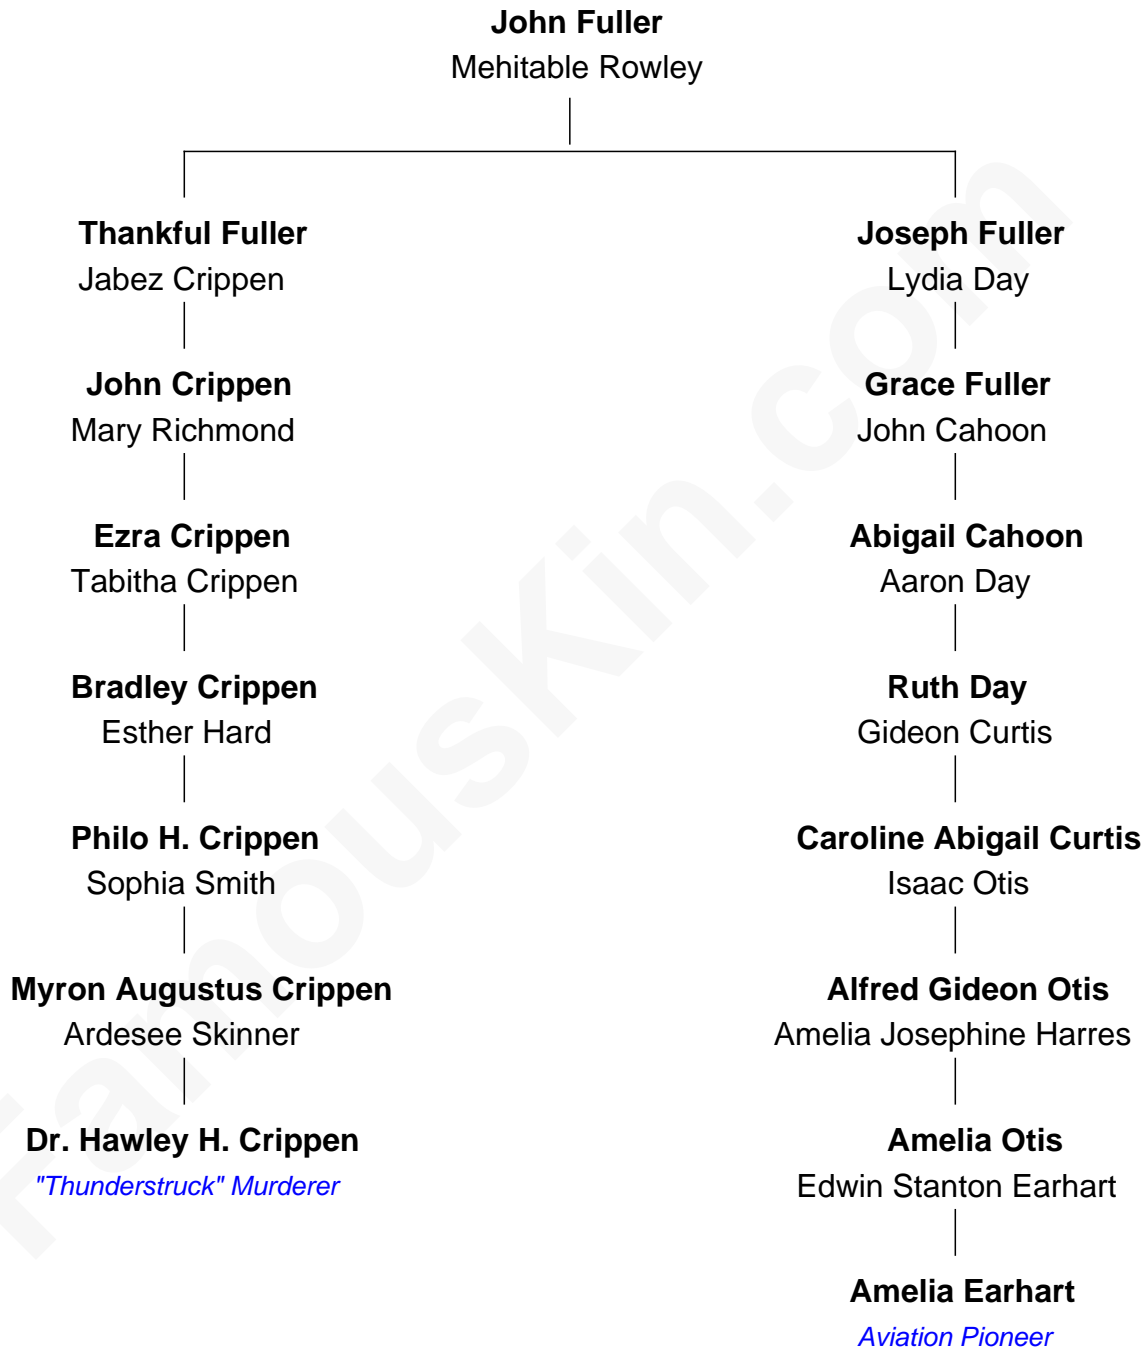 John Fuller
Mehitable Rowley
Thankful Fuller
Jabez Crippen
John Crippen
Mary Richmond
Ezra Crippen
Tabitha Crippen
Bradley Crippen
Esther Hard
Philo H. Crippen
Sophia Smith
Myron Augustus Crippen
Ardesee Skinner
Dr. Hawley H. Crippen
"Thunderstruck" Murderer
Joseph Fuller
Lydia Day
Grace Fuller
John Cahoon
Abigail Cahoon
Aaron Day
Ruth Day
Gideon Curtis
Caroline Abigail Curtis
Isaac Otis
Alfred Gideon Otis
Amelia Josephine Harres
Amelia Otis
Edwin Stanton Earhart
Amelia Earhart
Aviation Pioneer
FamousKin.com